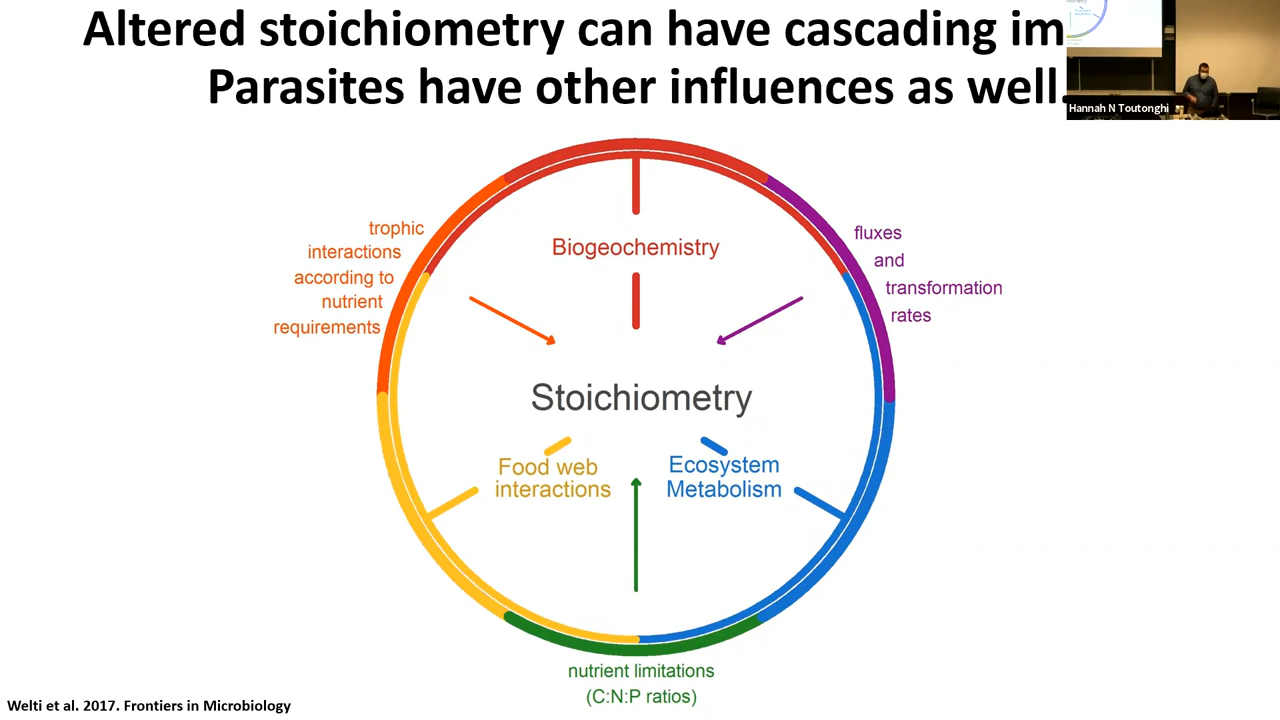 Altered stoichiometry can have cascading im
Parasites have other influences as well.
Hannah N Toutonghi
trophic
interactions
according to
nutrient
requirements
Biogeochemistry
fluxes
and
transformation
rates
Stoichiometry
Food web
interactions
Ecosystem
Metabolism
nutrient limitations
(C:N:P ratios)
Welti et al. 2017. Frontiers in Microbiology